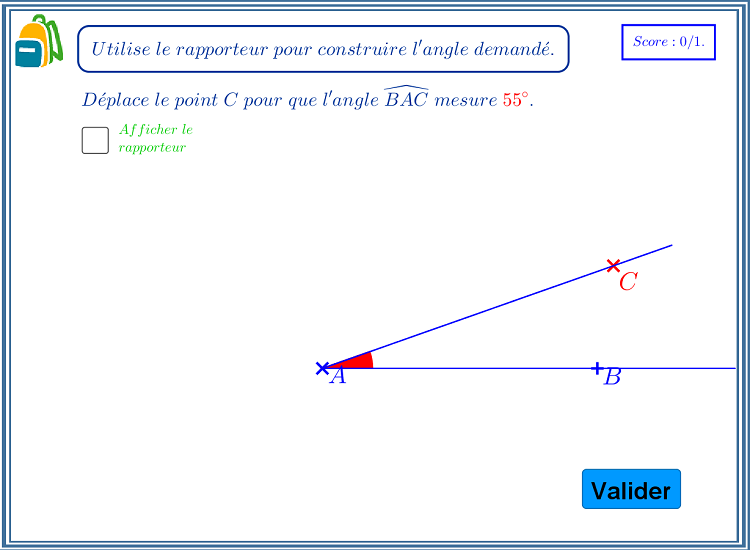 Utilise le rapporteur pour construire l'angle demandé.
Score : 0/1.
Déplace le point C pour que l'angle BAC mesure 55°.
Afficher le
rapporteur
C
A
B
Valider